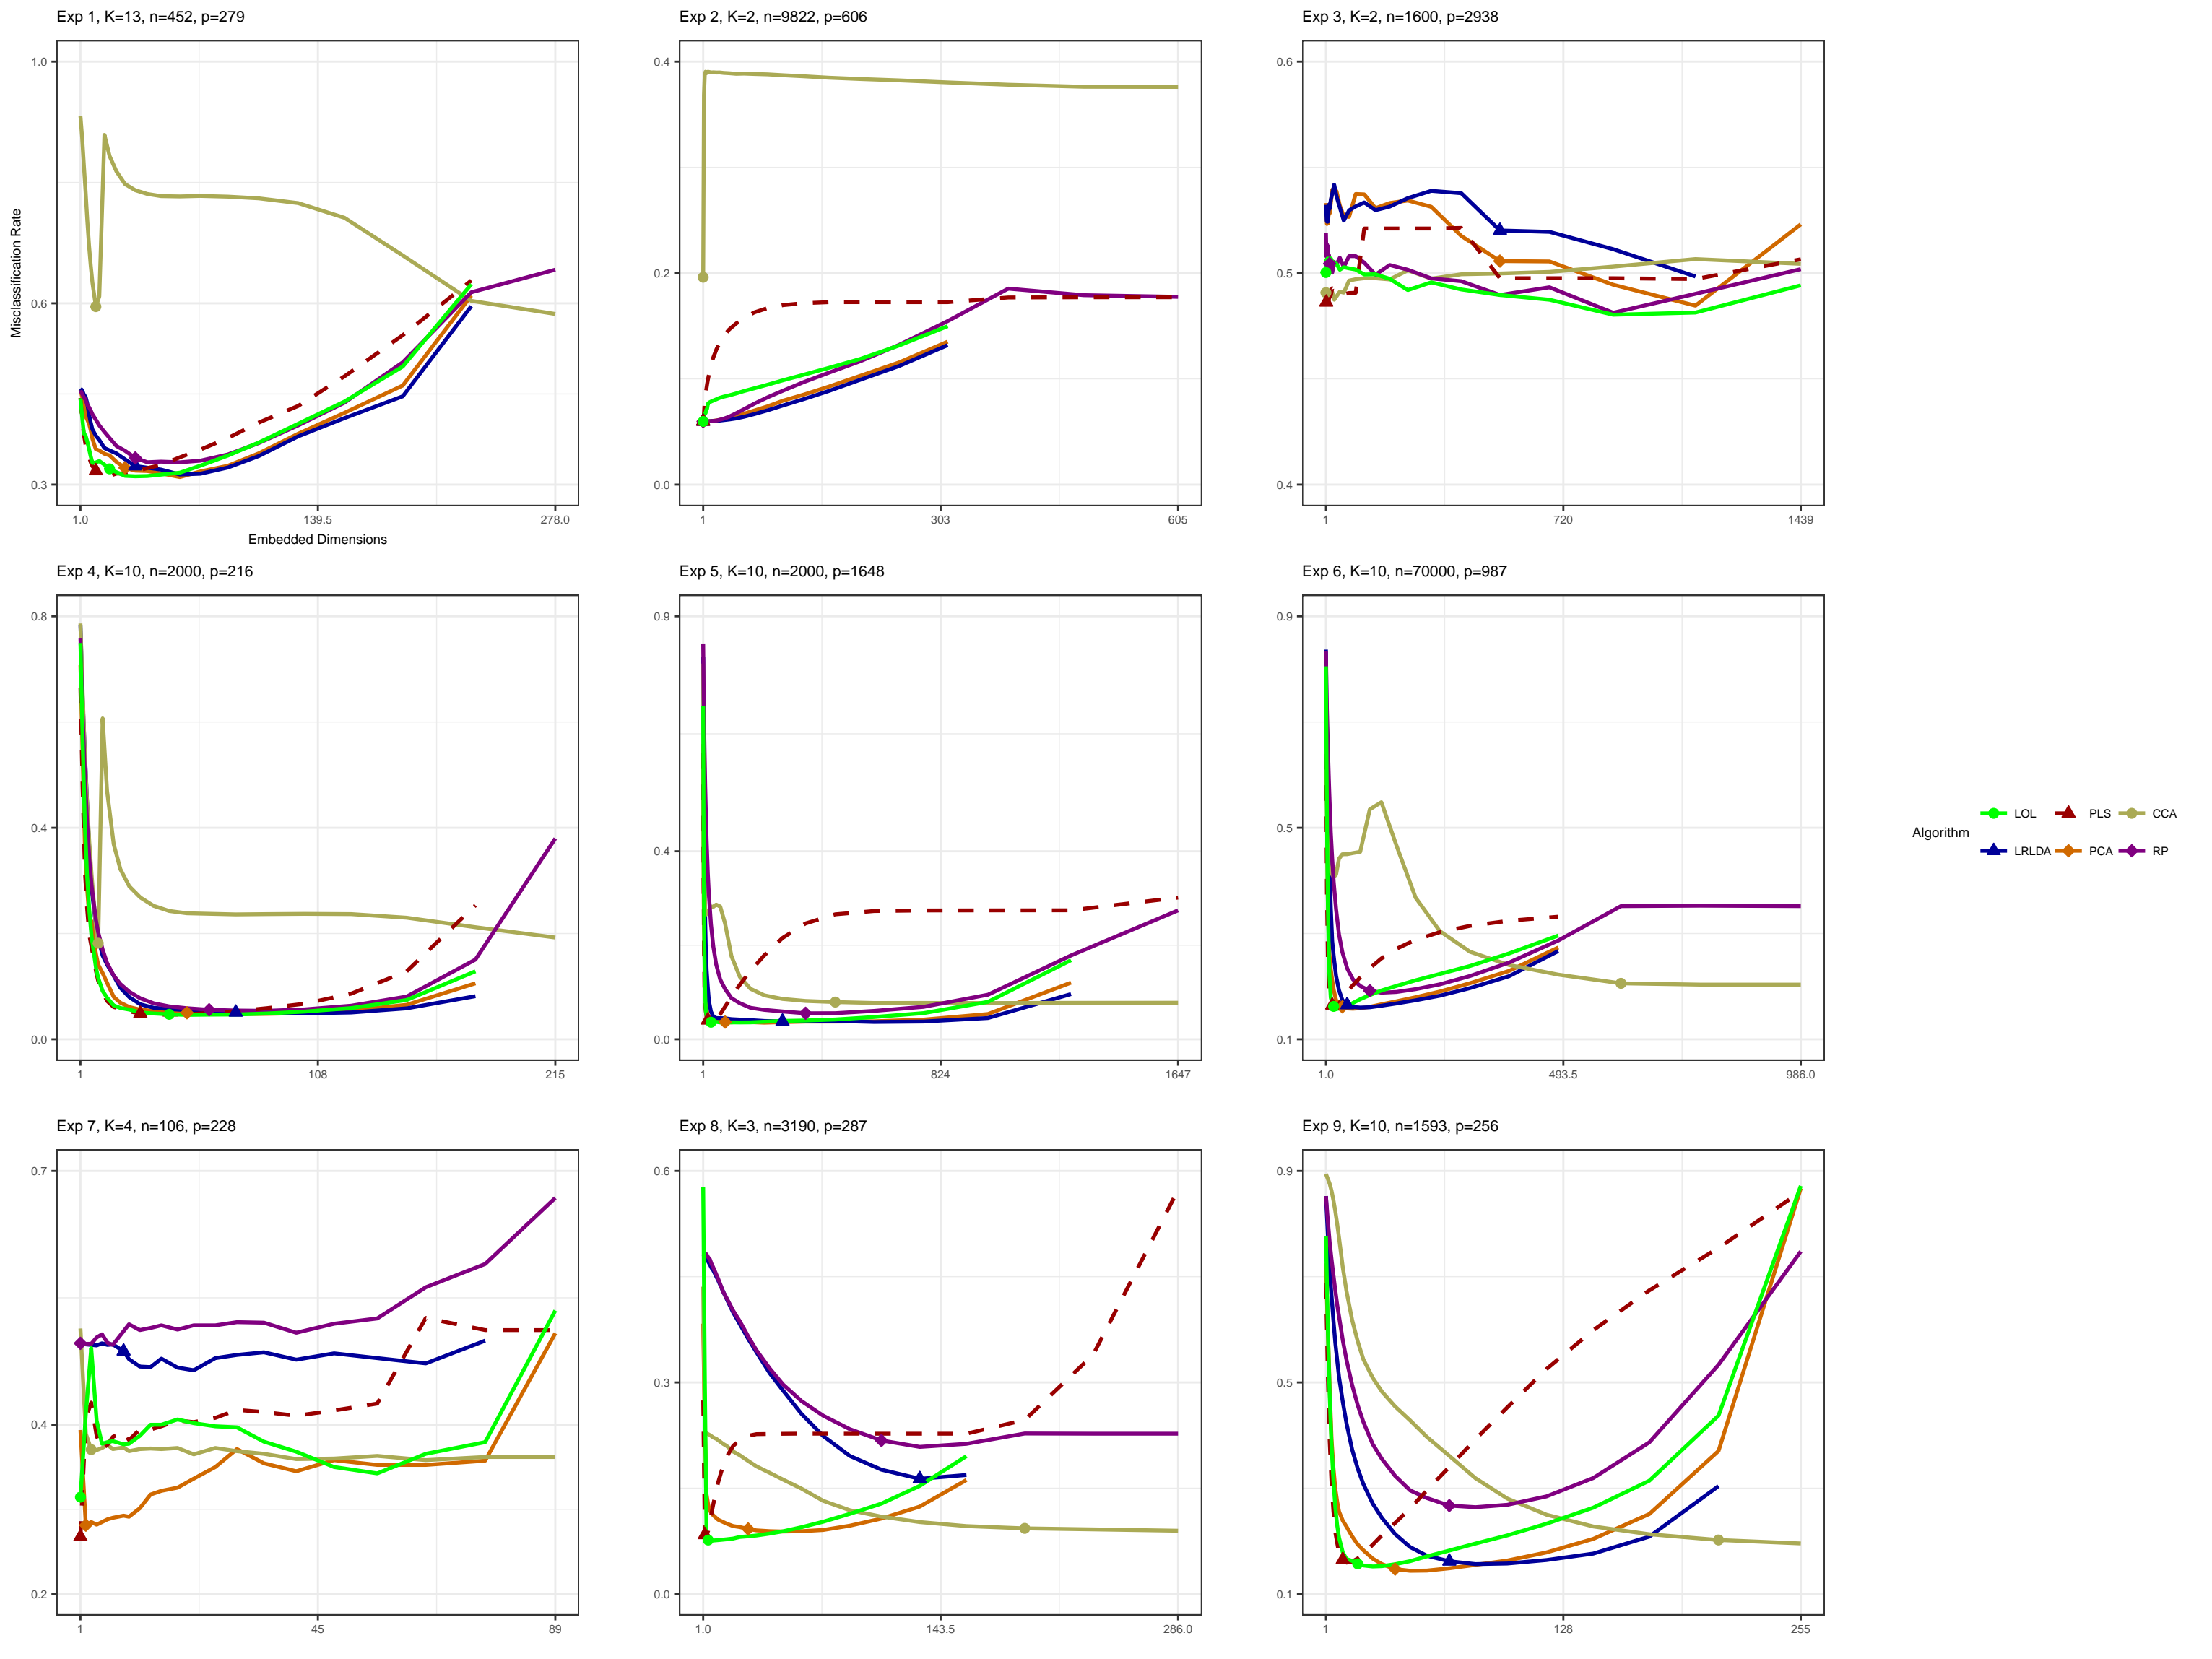 Exp 1, K=13, n=452, p=279
Exp 2, K=2, n=9822, p=606
Exp 3, K=2, n=1600, p=2938
1.0
0.6
0.3
Misclassification Rate
1.0 139.5 278.0
Embedded Dimensions
0.4
0.2
0.0
1 303 605
0.6
0.5
0.4
1 720 1439
Exp 4, K=10, n=2000, p=216
Exp 5, K=10, n=2000, p=1648
Exp 6, K=10, n=70000, p=987
0.8
0.4
0.0
1 108 215
0.9
0.4
0.0
1 824 1647
0.9
0.5
0.1
1.0 493.5 986.0
Algorithm
LOL PLS CCA
LRLDA PCA RP
Exp 7, K=4, n=106, p=228
Exp 8, K=3, n=3190, p=287
Exp 9, K=10, n=1593, p=256
0.7
0.4
0.2
1 45 89
0.6
0.3
0.0
1.0 143.5 286.0
0.9
0.5
0.1
1 128 255